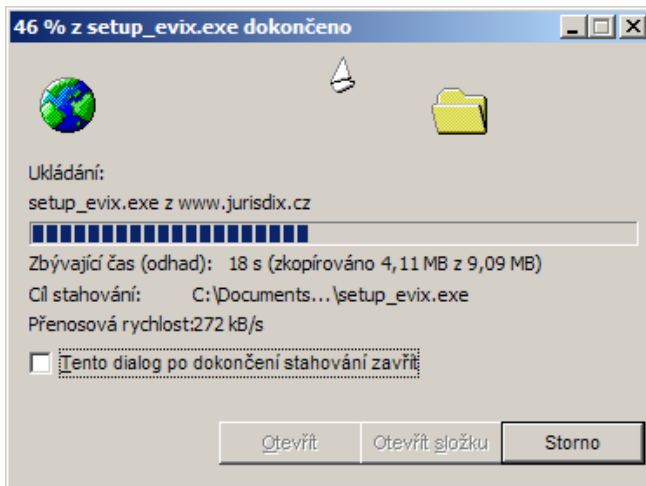 46 % z setup_evix.exe dokončeno
Ukládání:
setup_evix.exe z www.jurisdix.cz
Zbývající čas (odhad): 18 s (zkopírováno 4,11 MB z 9,09 MB)
Cíl stahování: C:\Documents...\setup_evix.exe
Přenosová rychlost:272 kB/s
Tento dialog po dokončení stahování zavřít
Otevřít Otevřít složku Storno